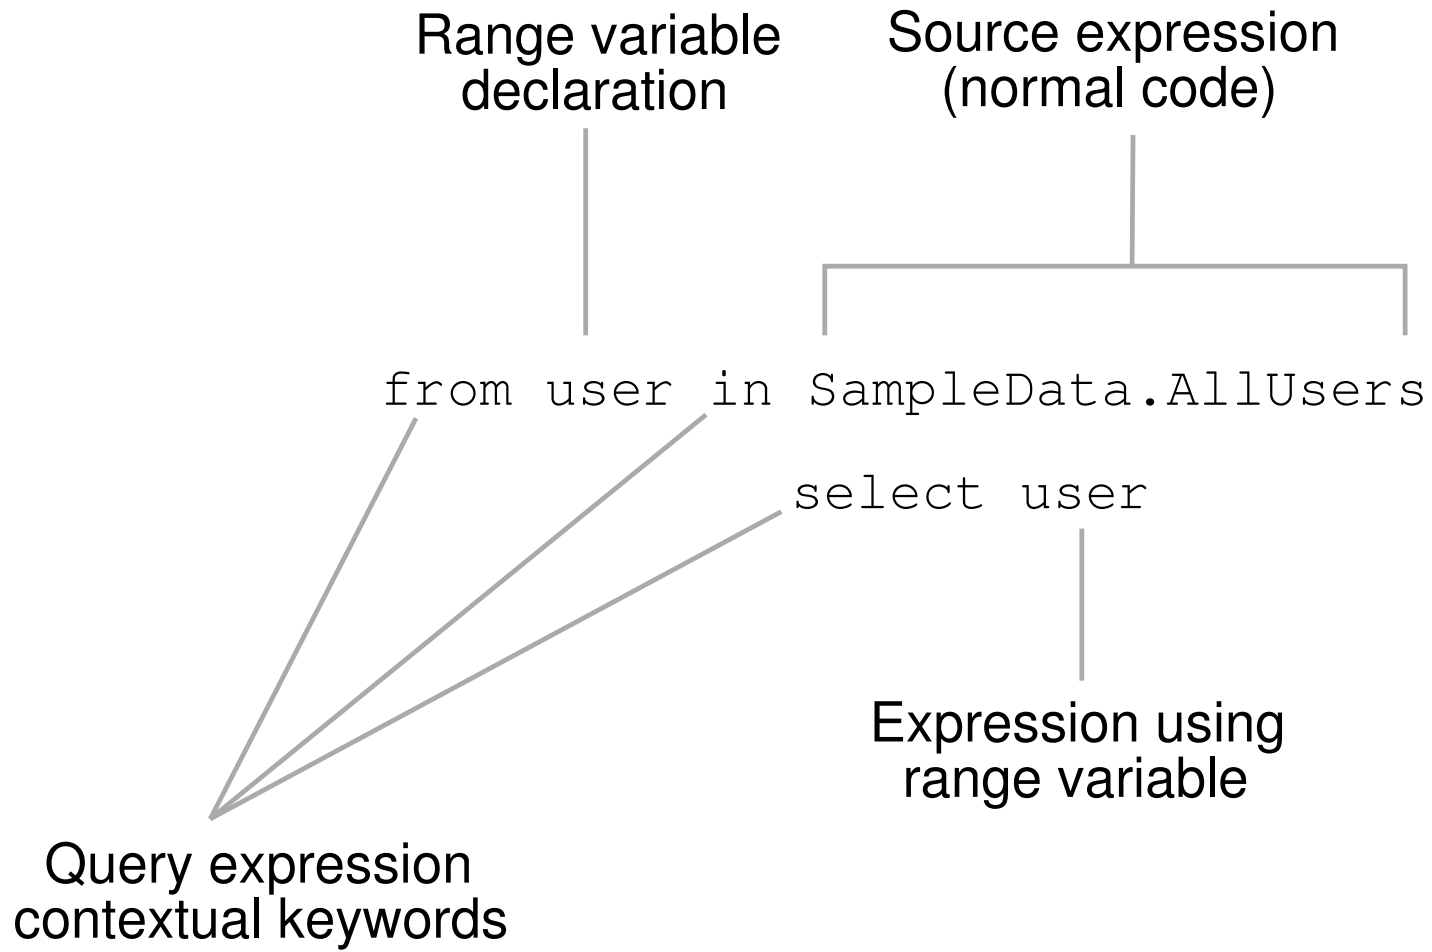 Range variable
declaration
Source expression
(normal code)
from user in SampleData.AllUsers
select user
Expression using
range variable
Query expression
contextual keywords